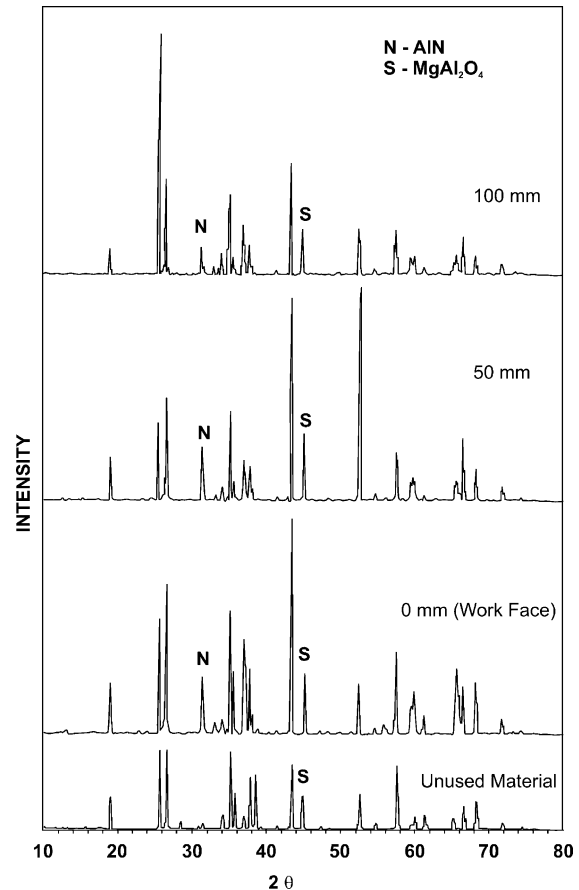 N - AlN
S - MgAl₂O₄
100 mm
N
S
50 mm
N
S
INTENSITY
0 mm (Work Face)
N
S
Unused Material
S
10 20 30 40 50 60 70 80
2 θ